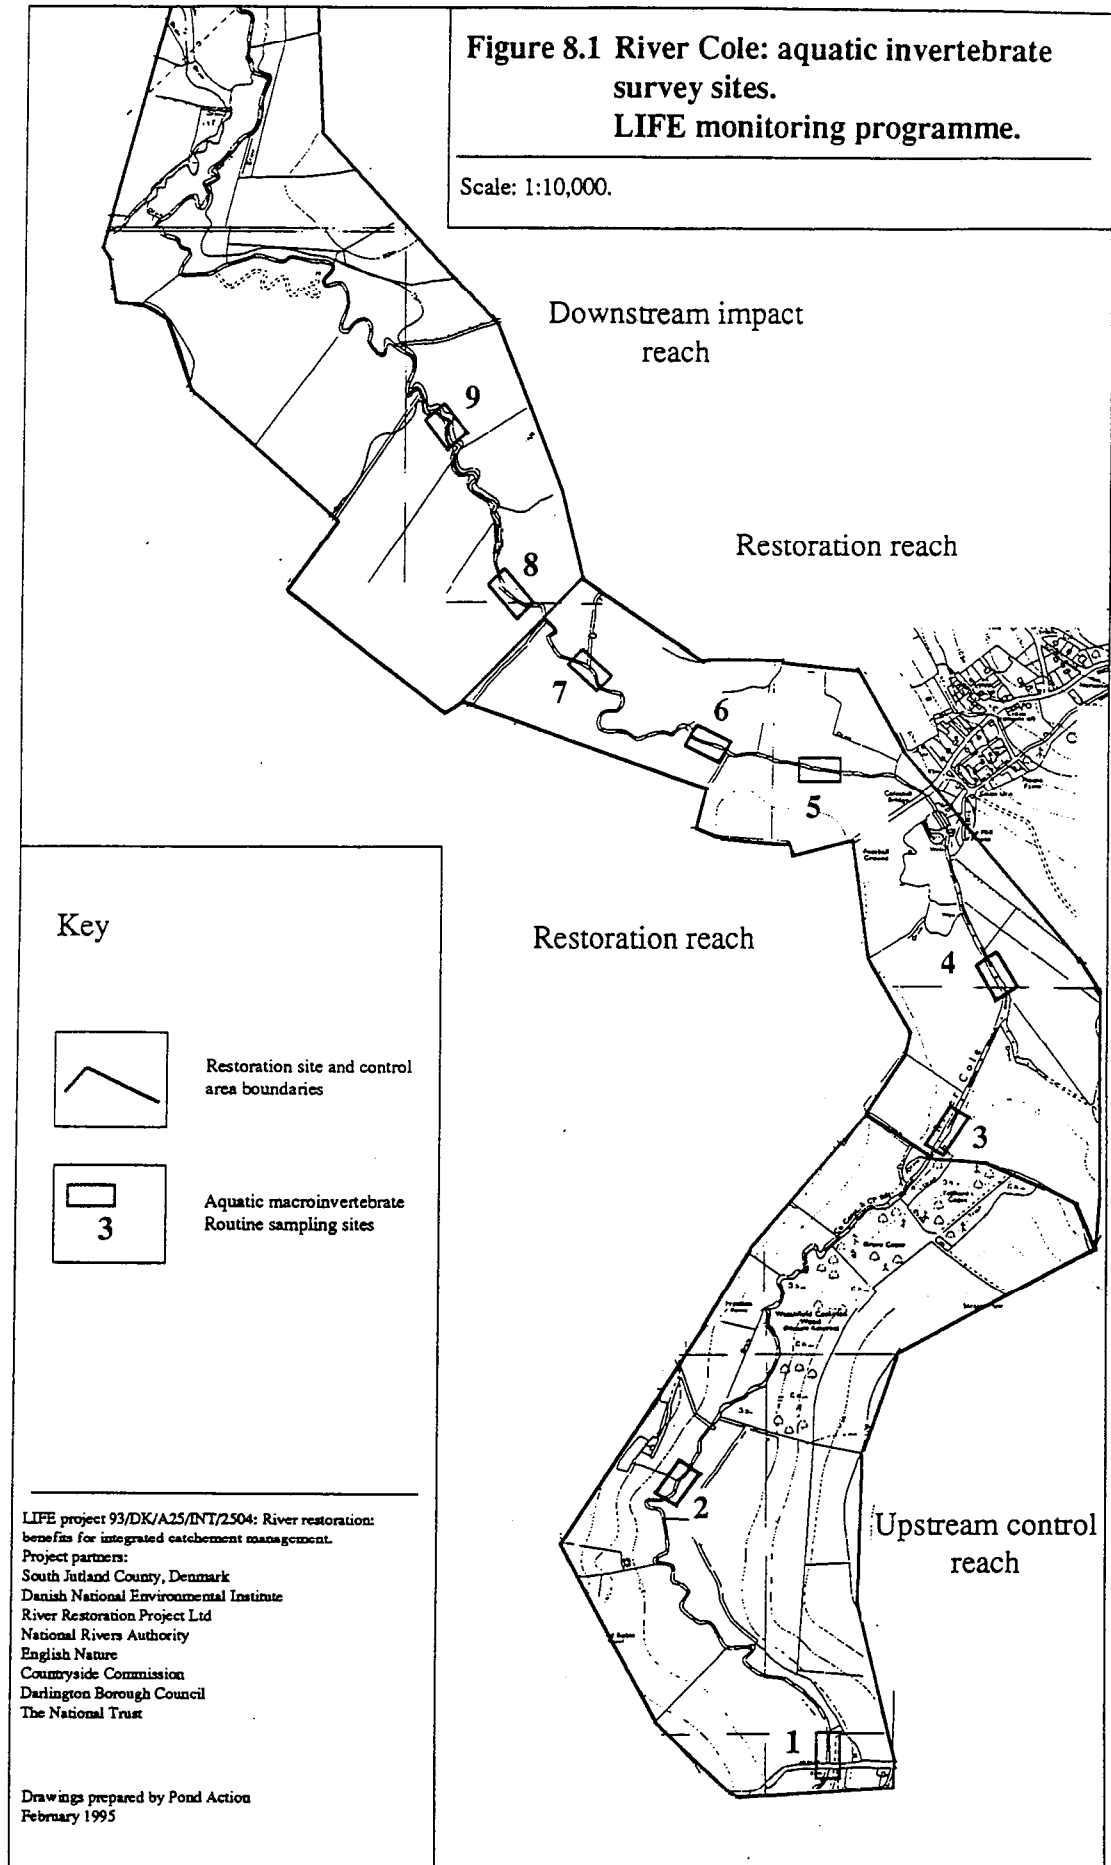 Figure 8.1 River Cole: aquatic invertebrate
survey sites.
LIFE monitoring programme.
Scale: 1:10,000.
Downstream impact
reach
9
Restoration reach
8
7
6
5
Restoration reach
4
Cole
3
2
Upstream control
reach
1
Key
Restoration site and control
area boundaries
3
Aquatic macroinvertebrate
Routine sampling sites
LIFE project 93/DK/A25/INT/2504: River restoration:
benefits for integrated catchement management.
Project partners:
South Jutland County, Denmark
Danish National Environmental Institute
River Restoration Project Ltd
National Rivers Authority
English Nature
Countryside Commission
Darlington Borough Council
The National Trust
Drawings prepared by Pond Action
February 1995